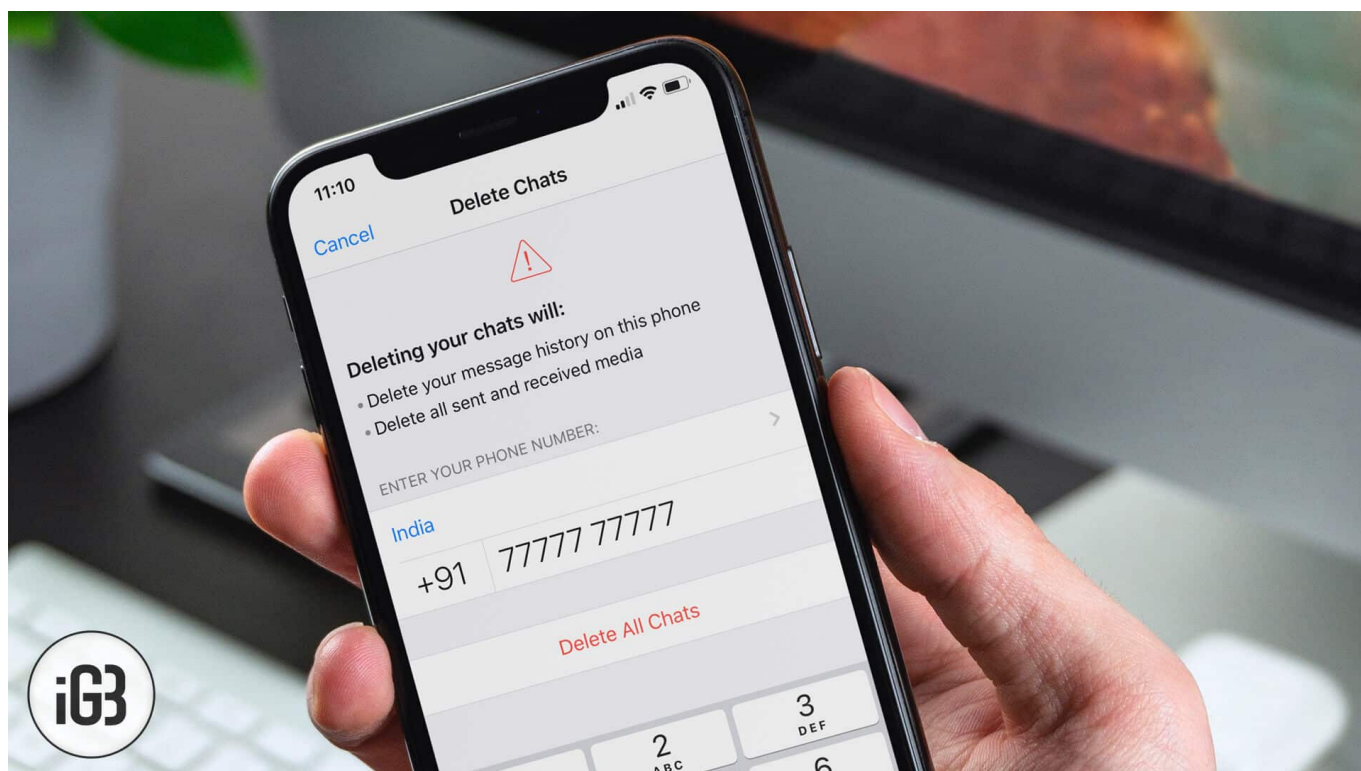 11:10
Cancel
Delete Chats
Deleting your chats will:
• Delete your message history on this phone
• Delete all sent and received media
ENTER YOUR PHONE NUMBER:
India
+91 77777 77777
Delete All Chats
2
ABC
3
DEF
6
iGB